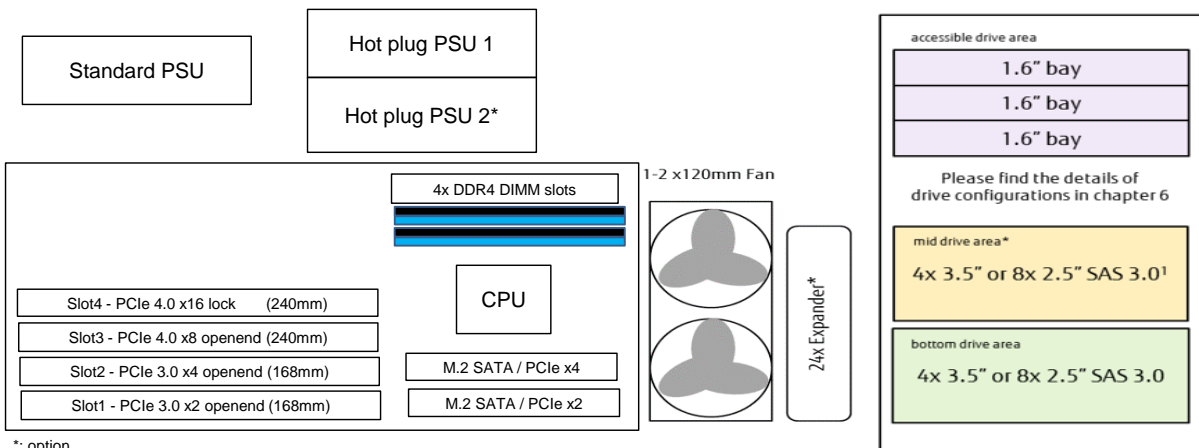 Standard PSU
Hot plug PSU 1
Hot plug PSU 2*
4x DDR4 DIMM slots
CPU
Slot4 - PCIe 4.0 x16 lock (240mm)
Slot3 - PCIe 4.0 x8 openend (240mm)
Slot2 - PCIe 3.0 x4 openend (168mm)
Slot1 - PCIe 3.0 x2 openend (168mm)
M.2 SATA / PCIe x4
M.2 SATA / PCIe x2
*: option
1-2 x120mm Fan
24x Expander*
accessible drive area
1.6" bay
1.6" bay
1.6" bay
Please find the details of
drive configurations in chapter 6
mid drive area*
4x 3.5" or 8x 2.5" SAS 3.0¹
bottom drive area
4x 3.5" or 8x 2.5" SAS 3.0